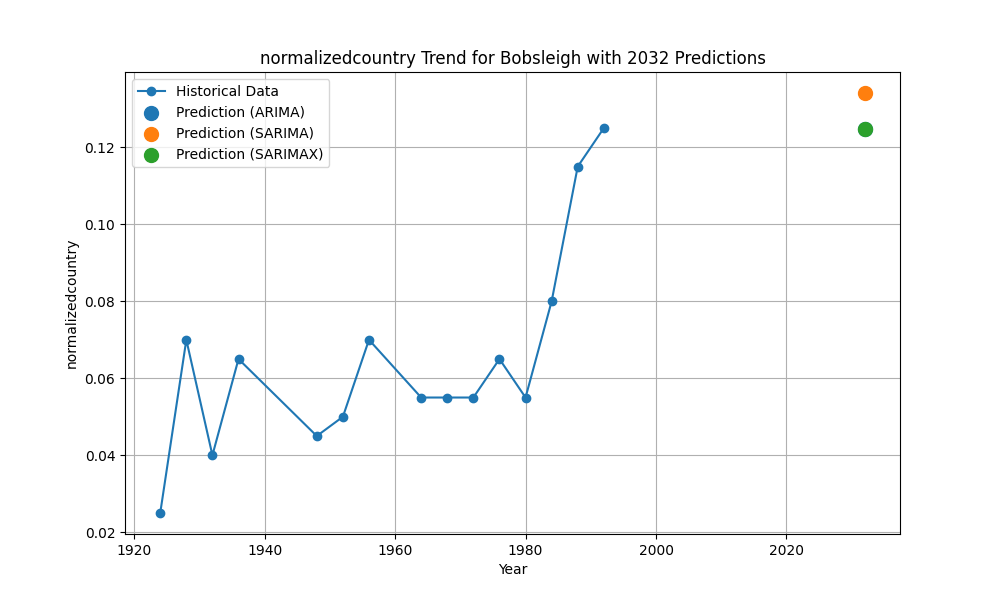 normalizedcountry Trend for Bobsleigh with 2032 Predictions
Historical Data
Prediction (ARIMA)
Prediction (SARIMA)
Prediction (SARIMAX)
0.12
0.10
0.08
0.06
0.04
0.02
normalizedcountry
1920 1940 1960 1980 2000 2020
Year